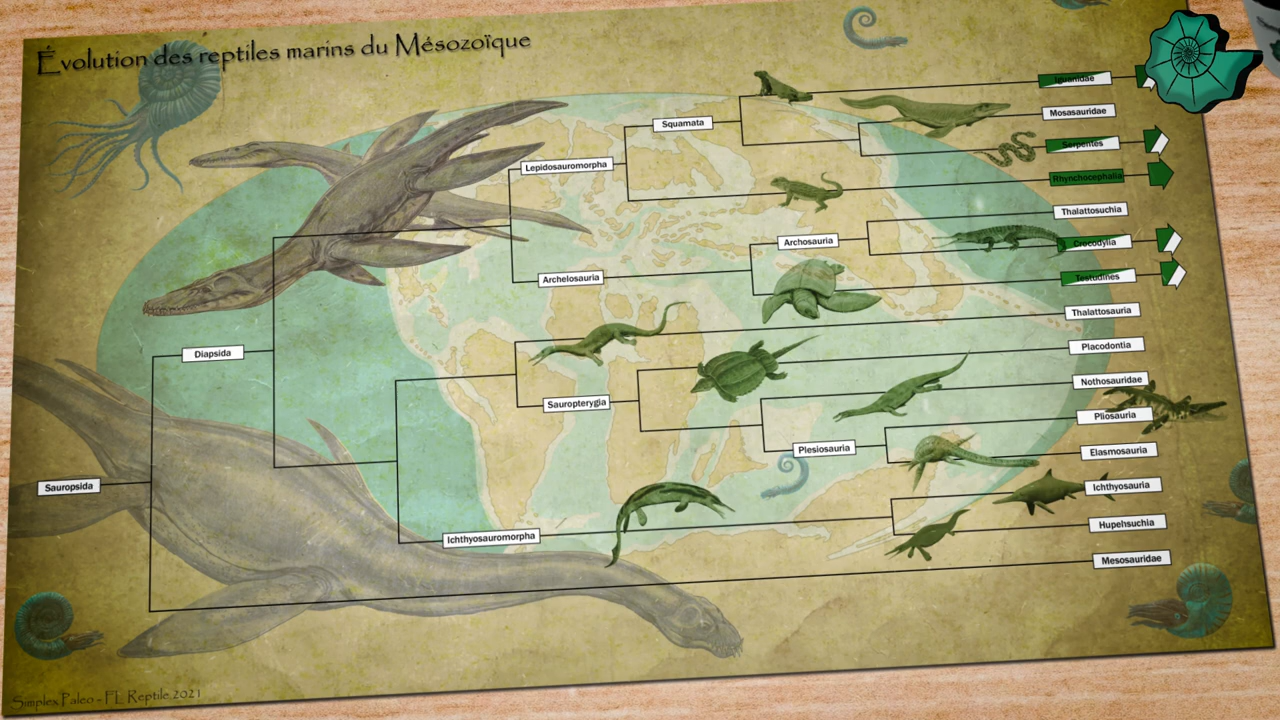 Évolution des reptiles marins du Mésozoïque
Iguanidae
Mosasauridae
Squamata
Serpentes
Lepidosauromorpha
Rhynchocephalia
Thalattosuchia
Archosauria
Crocodylia
Archelosauria
Testudines
Thalattosauria
Placodontia
Diapsida
Nothosauridae
Sauropterygia
Pliosauria
Plesiosauria
Elasmosauria
Sauropsida
Ichthyosauria
Hupehsuchia
Ichthyosauromorpha
Mesosauridae
Simplex Paleo - FL Reptile 2021